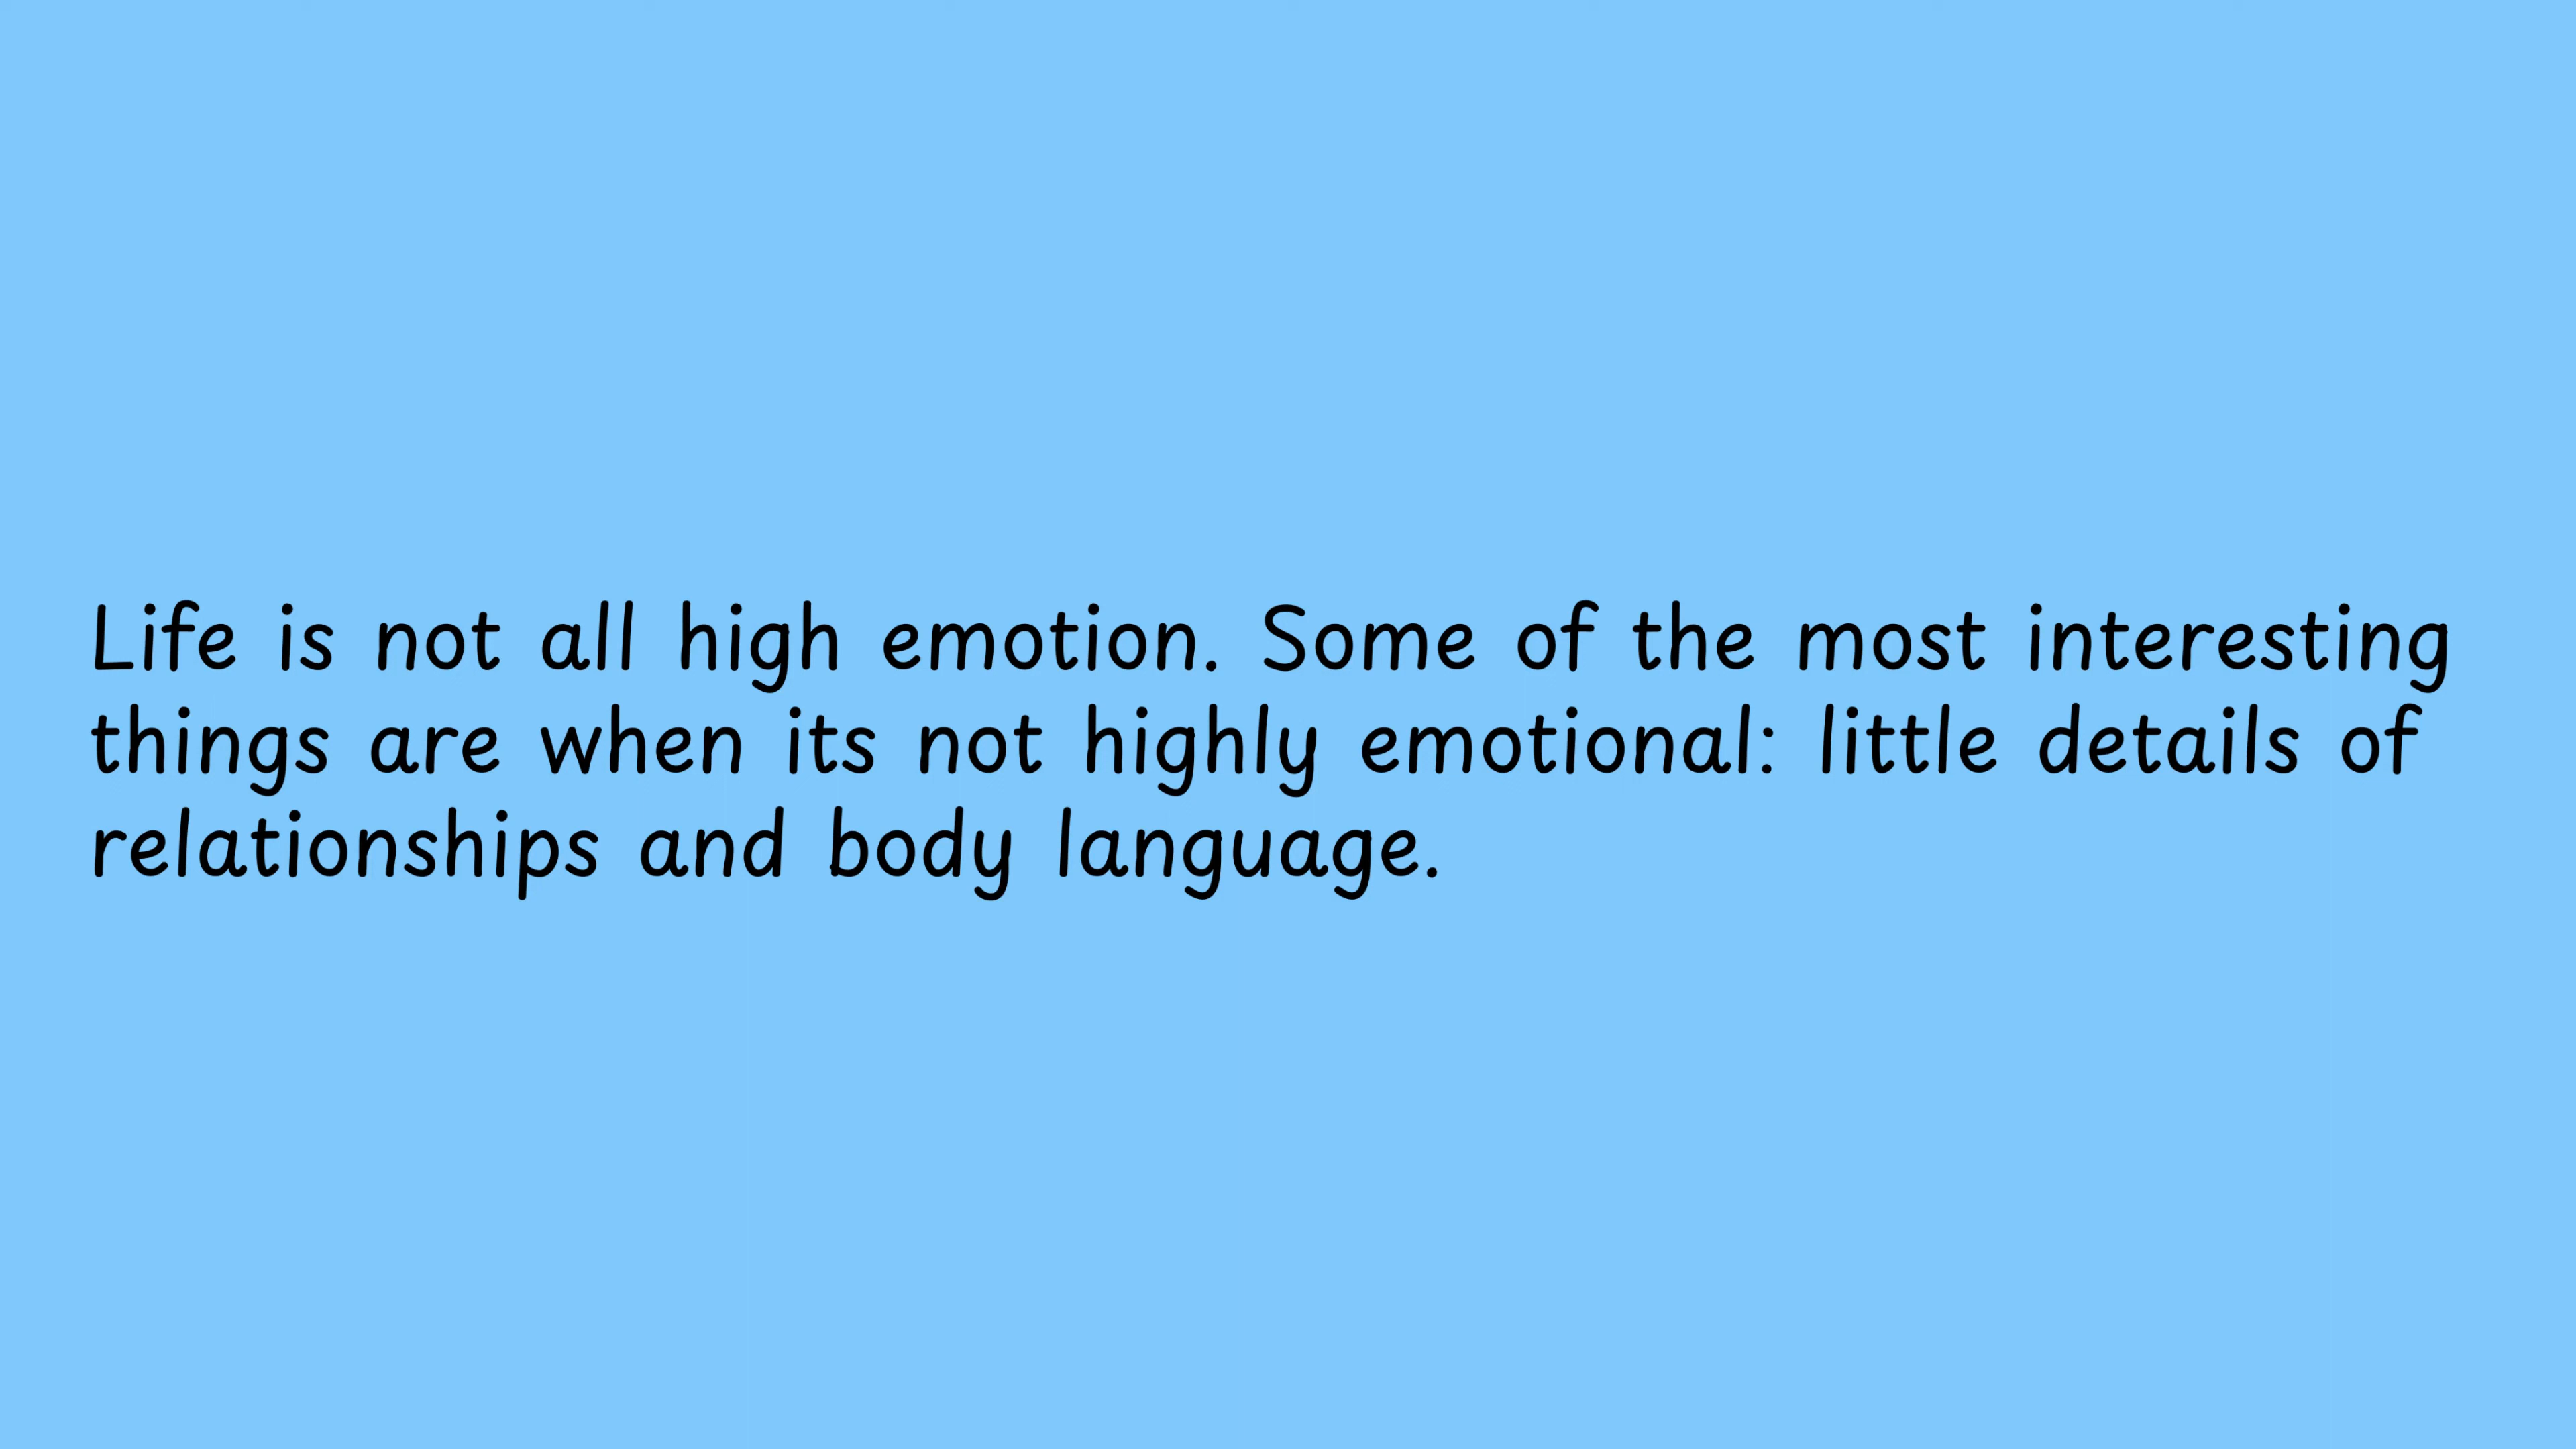 Life is not all high emotion. Some of the most interesting
things are when its not highly emotional: little details of
relationships and body language.